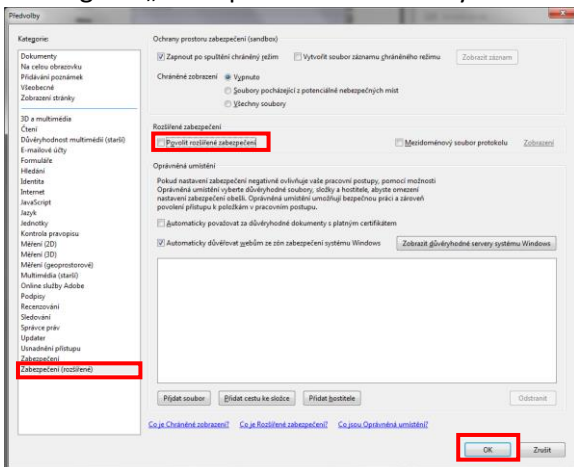 Předvolby
Kategorie:
Dokumenty
Na celou obrazovku
Přidávání poznámek
Všeobecné
Zobrazení stránky
3D a multimédia
Čtení
Důvěryhodnost multimédií (starší)
E-mailové účty
Formuláře
Hledání
Identita
Internet
JavaScript
Jazyk
Jednotky
Kontrola pravopisu
Měření (2D)
Měření (3D)
Měření (geoprostorové)
Multimédia (starší)
Online služby Adobe
Podpisy
Recenzování
Sledování
Správce práv
Updater
Usnadnění přístupu
Zabezpečení
Zabezpečení (rozšířené)
Ochrany prostoru zabezpečení (sandbox)
Zapnout po spuštění chráněný režim
Vytvořit soubor záznamu chráněného režimu
Zobrazit záznam
Chráněné zobrazení
Vypnuto
Soubory pocházející z potenciálně nebezpečných míst
Všechny soubory
Rozšířené zabezpečení
Povolit rozšířené zabezpečení
Mezidoménový soubor protokolu
Zobrazení
Oprávněná umístění
Pokud nastavení zabezpečení negativně ovlivňuje vaše pracovní postupy, pomocí možnosti
Oprávněná umístění vyberte důvěryhodné soubory, složky a hostitele, abyste omezení
nastavení zabezpečení obešli. Oprávněná umístění umožňují bezpečnou práci a zároveň
povolení přístupu k položkám v pracovním postupu.
Automaticky považovat za důvěryhodné dokumenty s platným certifikátem
Automaticky důvěřovat webům ze zón zabezpečení systému Windows
Zobrazit důvěryhodné servery systému Windows
Přidat soubor
Přidat cestu ke složce
Přidat hostitele
Odstranit
Co je Chráněné zobrazení?
Co je Rozšířené zabezpečení?
Co jsou Oprávněná umístění?
OK
Zrušit